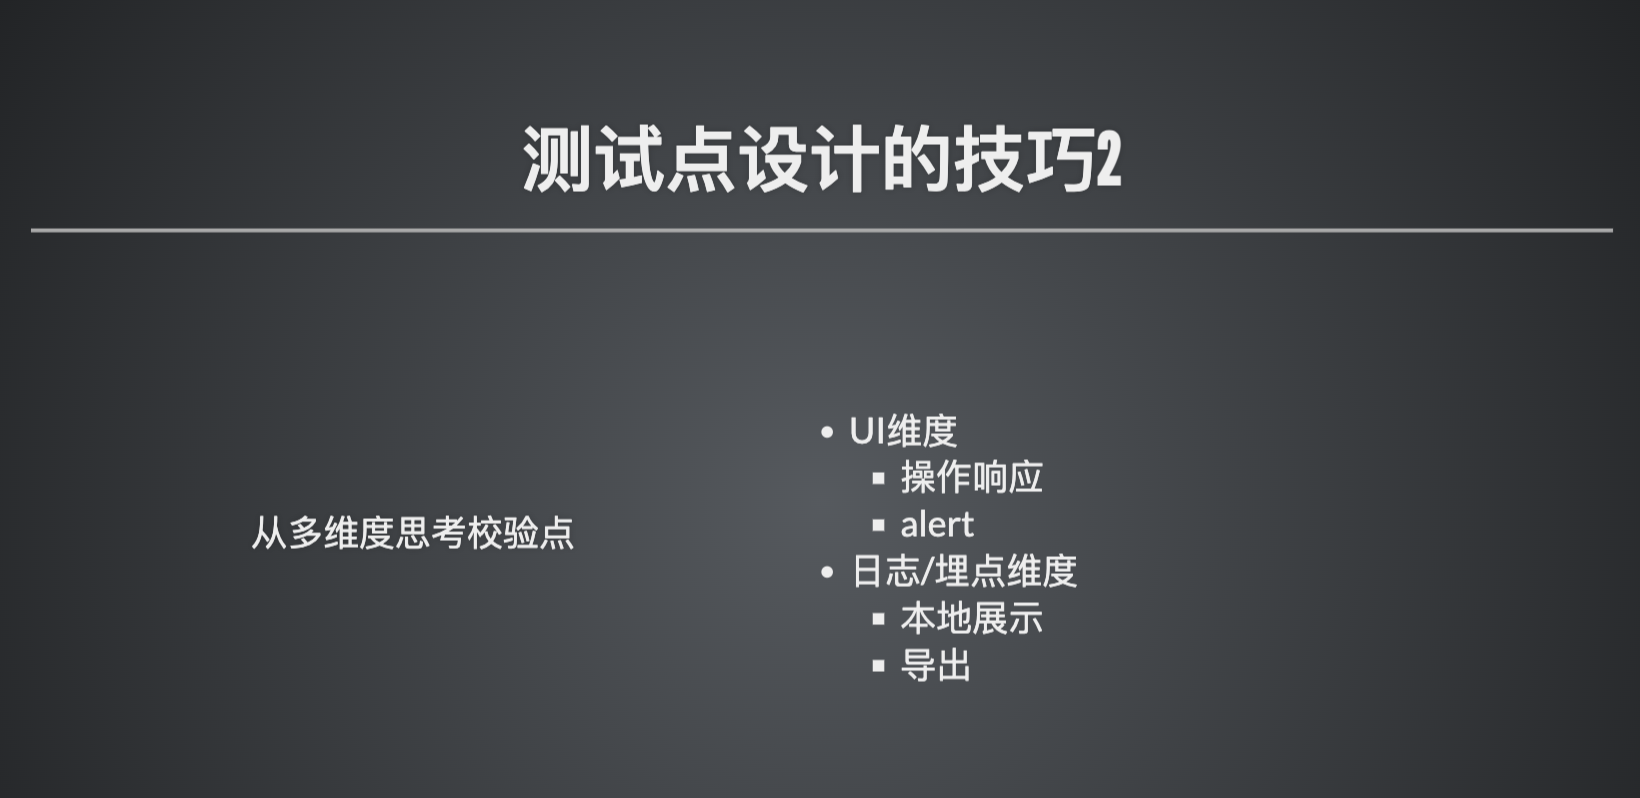 测试点设计的技巧2
从多维度思考校验点
UI维度
操作响应
alert
日志/埋点维度
本地展示
导出